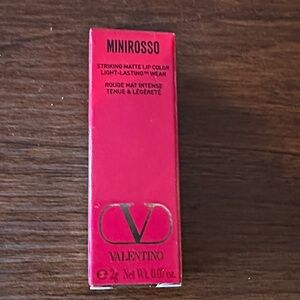 MINIROSSO
STRIKING MATTE LIP COLOR
LIGHT-LASTING™ WEAR
ROUGE MAT INTENSE
TENUE & LÉGÈRETÉ
V
VALENTINO
℮ 2g Net Wt. 0.07 oz.